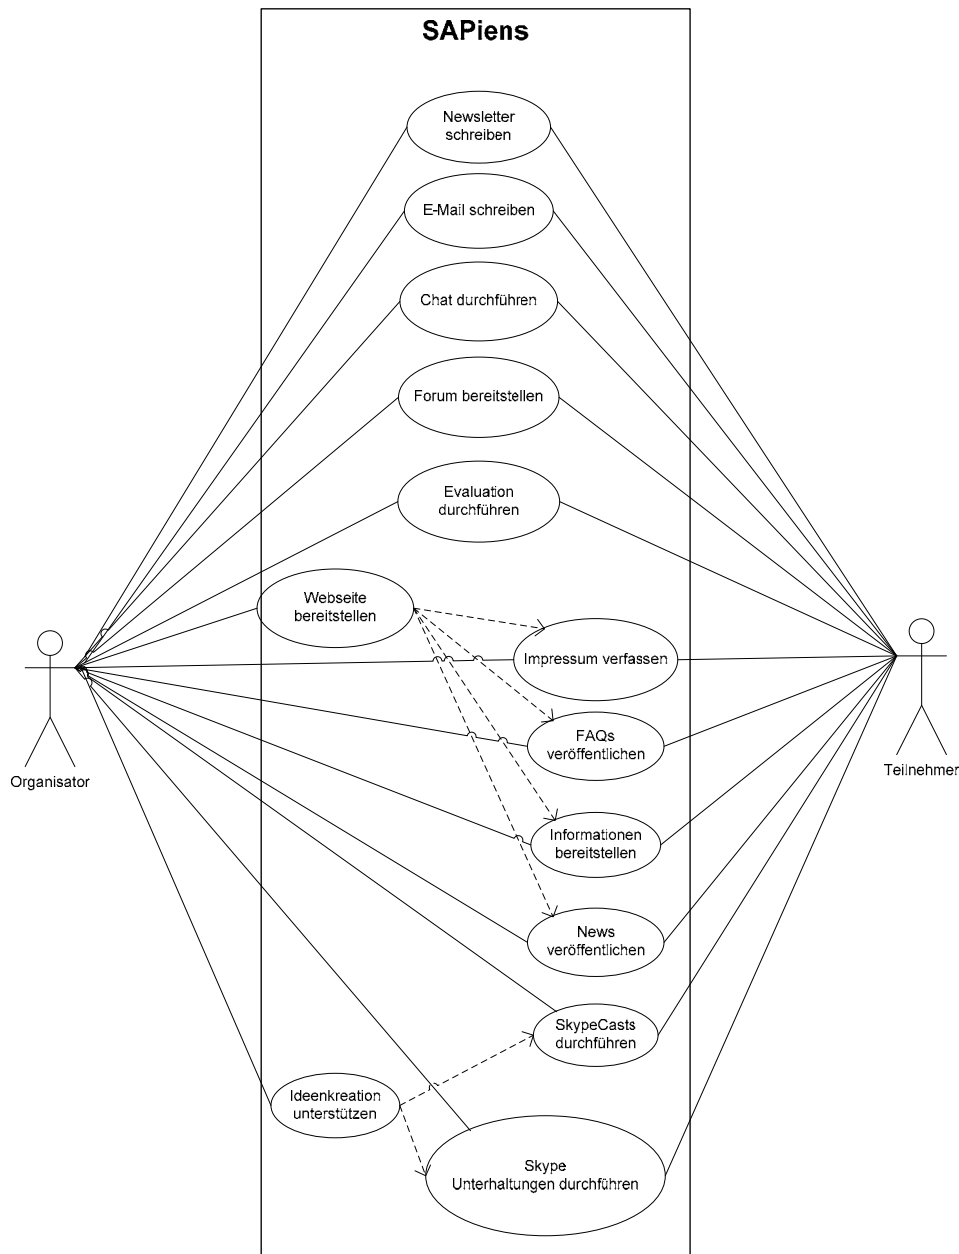 SAPiens
Newsletter
schreiben
E-Mail schreiben
Chat durchführen
Forum bereitstellen
Evaluation
durchführen
Webseite
bereitstellen
Impressum verfassen
FAQs
veröffentlichen
Organisator
Teilnehmer
Informationen
bereitstellen
News
veröffentlichen
SkypeCasts
durchführen
Ideenkreation
unterstützen
Skype
Unterhaltungen durchführen